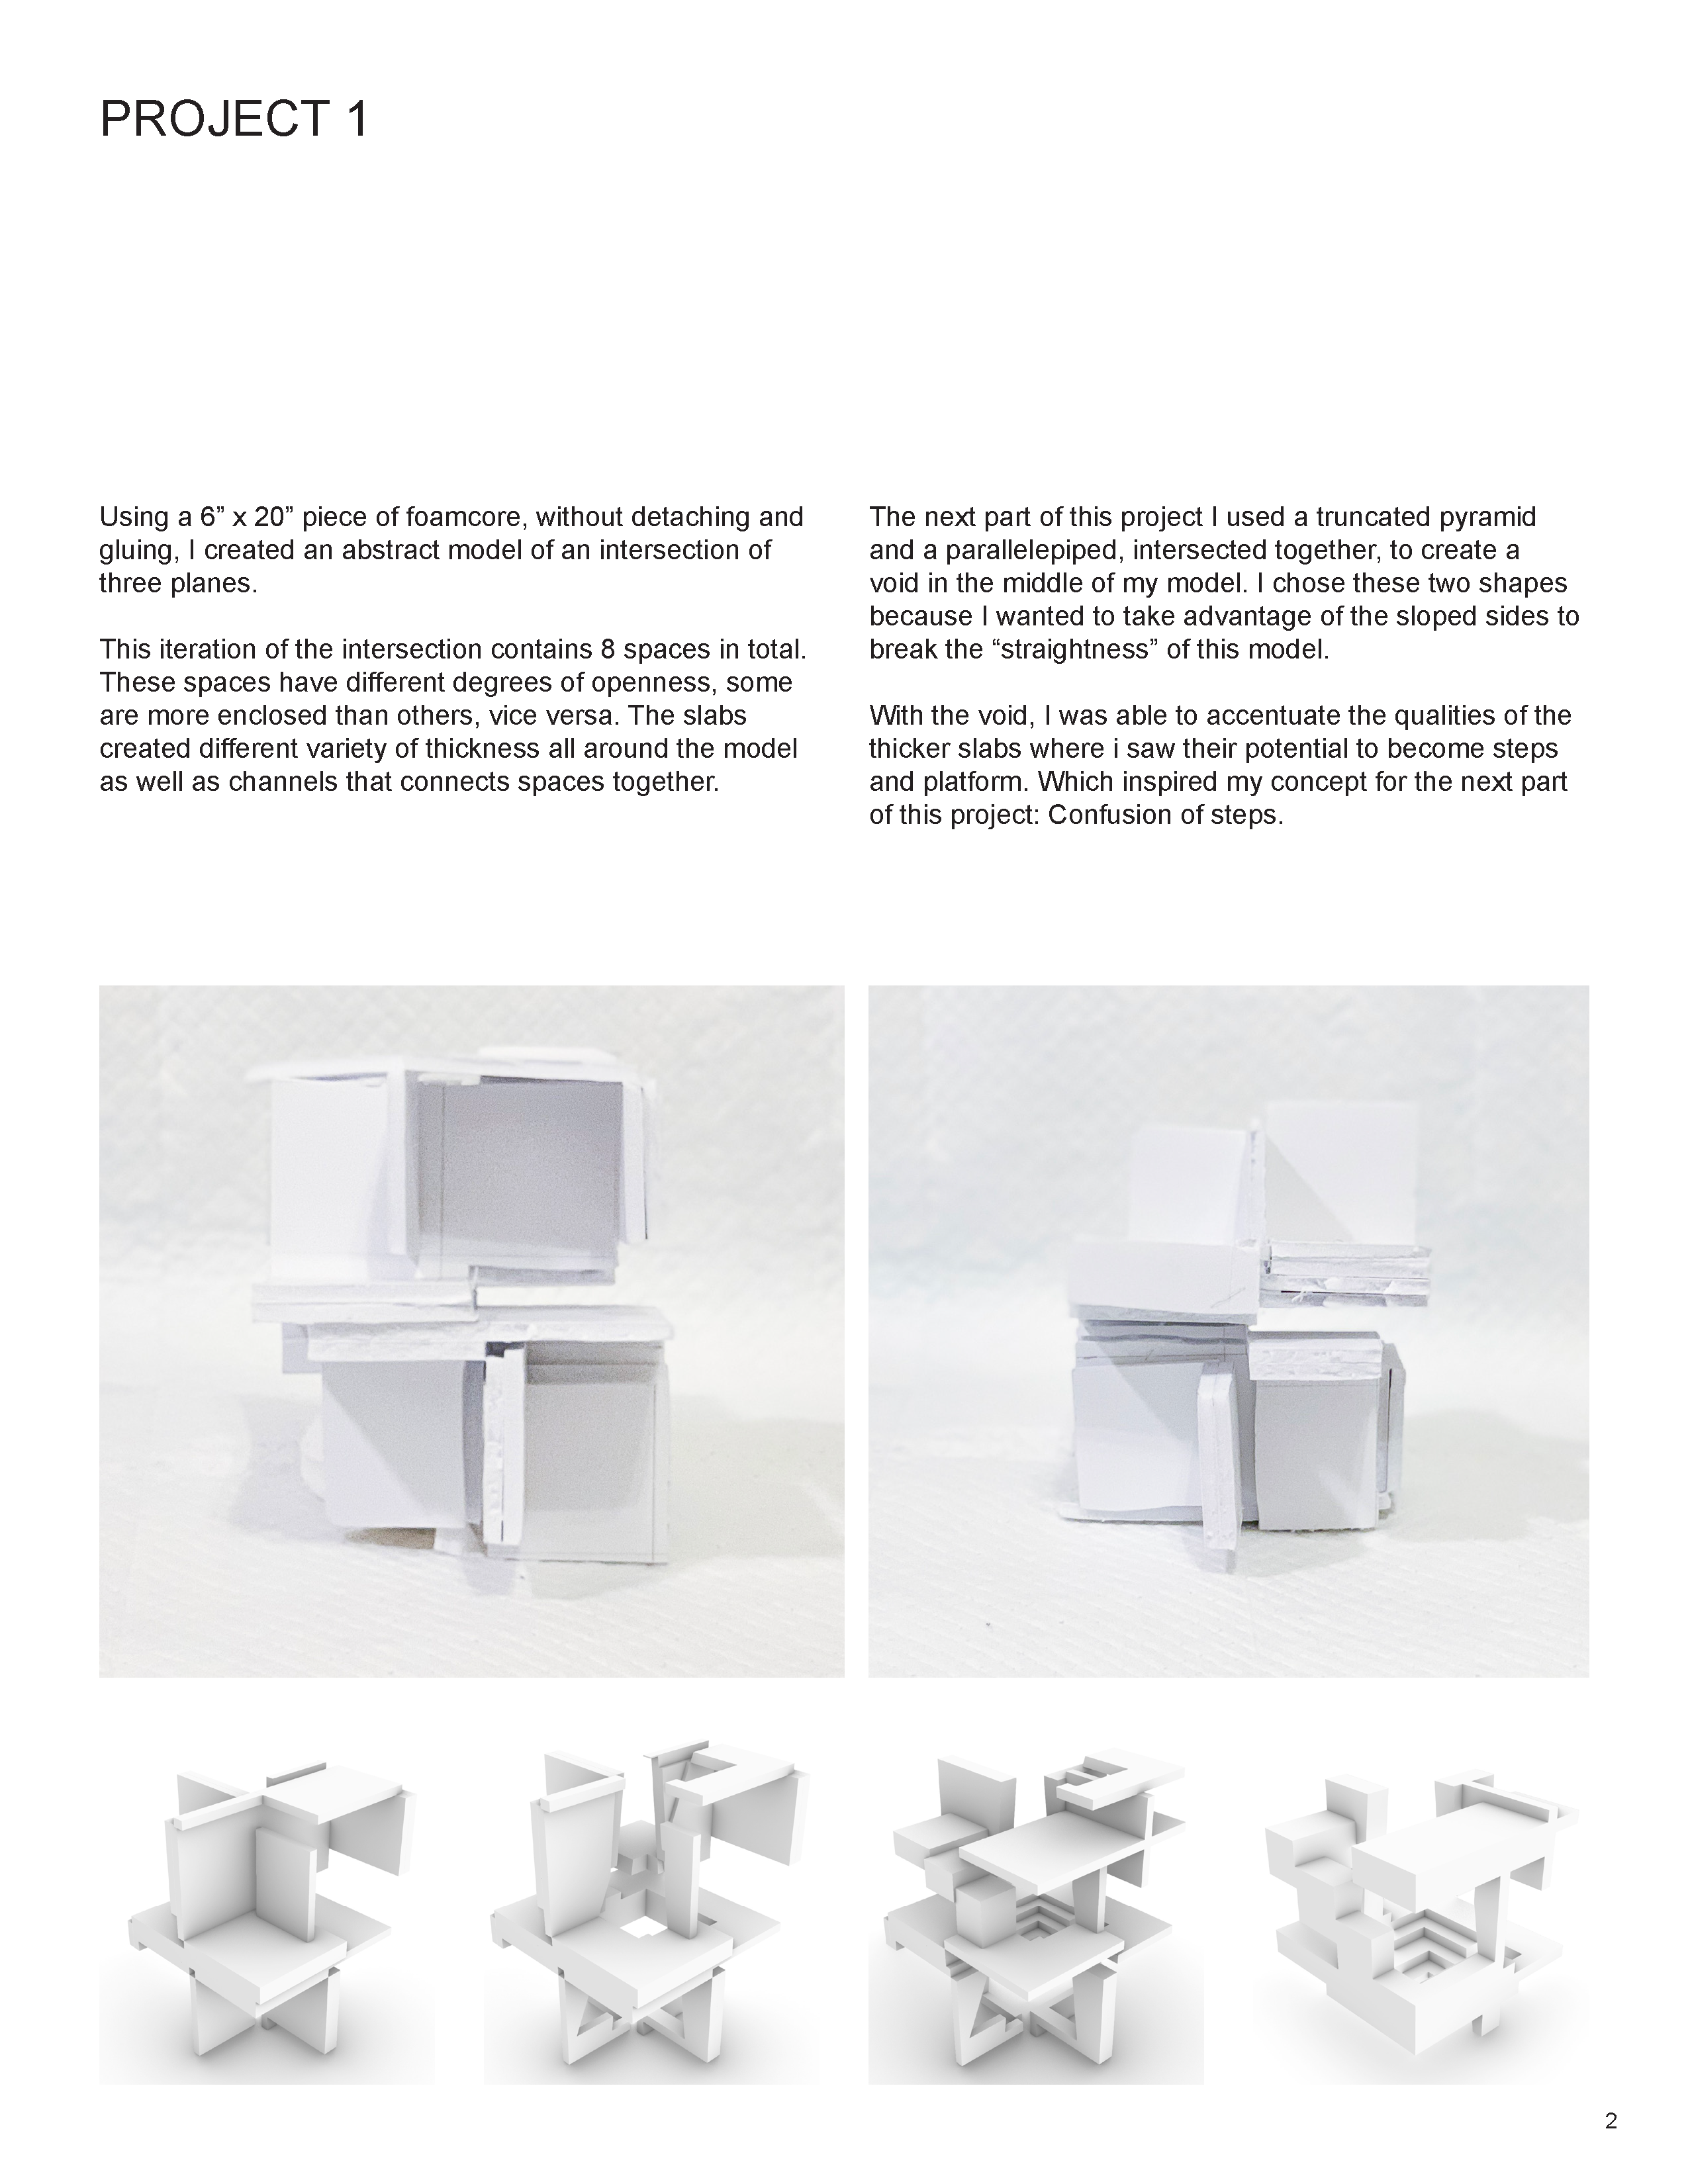 PROJECT 1
Using a 6” x 20” piece of foamcore, without detaching and
gluing, I created an abstract model of an intersection of
three planes.
This iteration of the intersection contains 8 spaces in total.
These spaces have different degrees of openness, some
are more enclosed than others, vice versa. The slabs
created different variety of thickness all around the model
as well as channels that connects spaces together.
The next part of this project I used a truncated pyramid
and a parallelepiped, intersected together, to create a
void in the middle of my model. I chose these two shapes
because I wanted to take advantage of the sloped sides to
break the “straightness” of this model.
With the void, I was able to accentuate the qualities of the
thicker slabs where i saw their potential to become steps
and platform. Which inspired my concept for the next part
of this project: Confusion of steps.
2